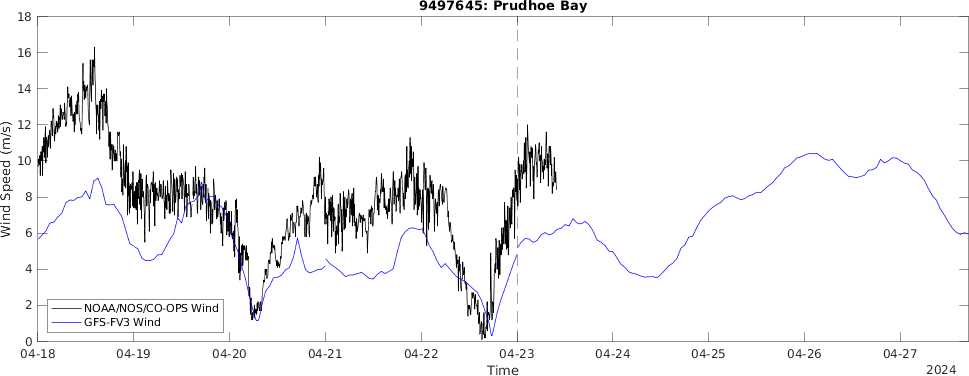 9497645: Prudhoe Bay
18
16
14
12
10
8
6
4
2
0
Wind Speed (m/s)
NOAA/NOS/CO-OPS Wind
GFS-FV3 Wind
04-18 04-19 04-20 04-21 04-22 04-23 04-24 04-25 04-26 04-27
Time
2024